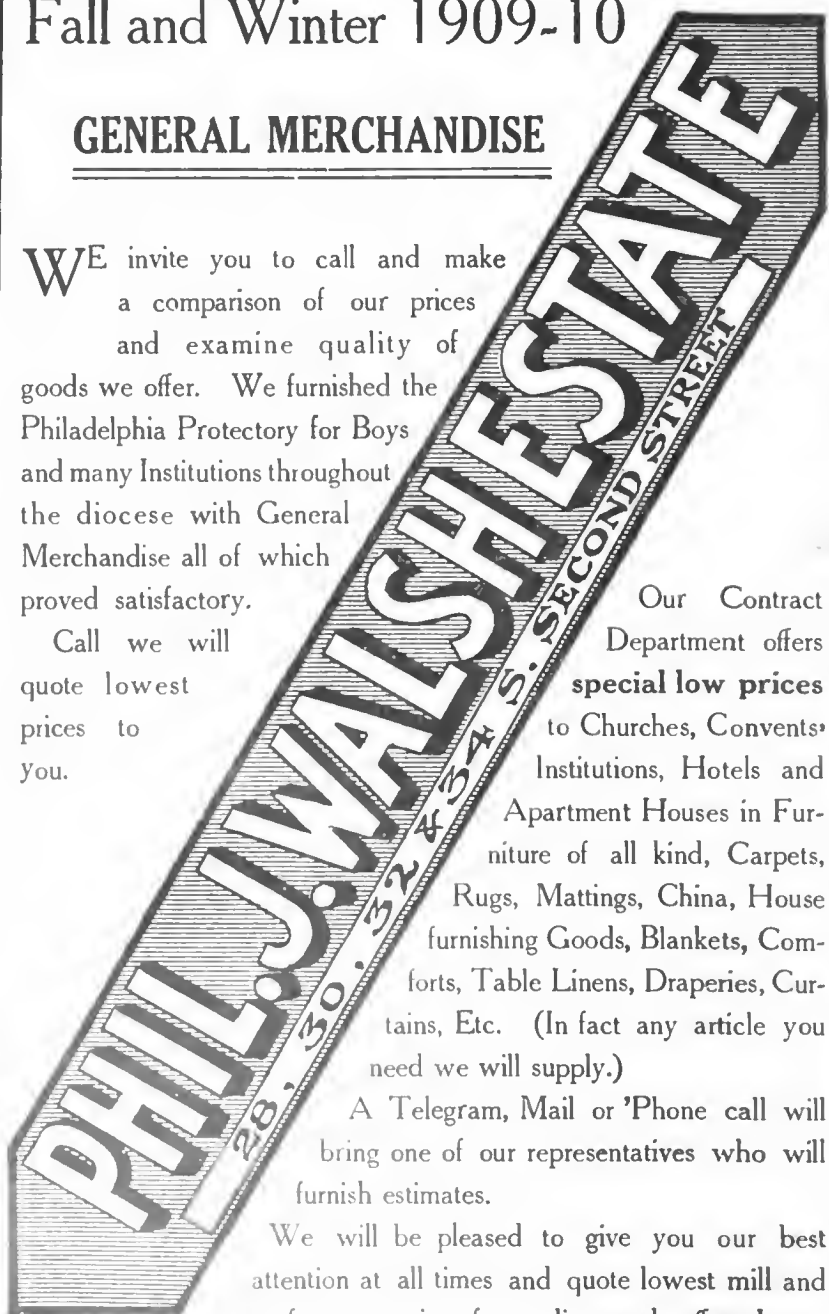 Fall and Winter 1909-10
GENERAL MERCHANDISE
WE invite you to call and make
a comparison of our prices
and examine quality of
goods we offer. We furnished the
Philadelphia Protectory for Boys
and many Institutions throughout
the diocese with General
Merchandise all of which
proved satisfactory.
Call we will
quote lowest
prices to
you.
PHIL. J. WALSH ESTATE
28, 30, 32 & 34 S. SECOND STREET
Our Contract
Department offers
special low prices
to Churches, Convents,
Institutions, Hotels and
Apartment Houses in Fur-
niture of all kind, Carpets,
Rugs, Mattings, China, House
furnishing Goods, Blankets, Com-
forts, Table Linens, Draperies, Cur-
tains, Etc. (In fact any article you
need we will supply.)
A Telegram, Mail or 'Phone call will
bring one of our representatives who will
furnish estimates.
We will be pleased to give you our best
attention at all times and quote lowest mill and